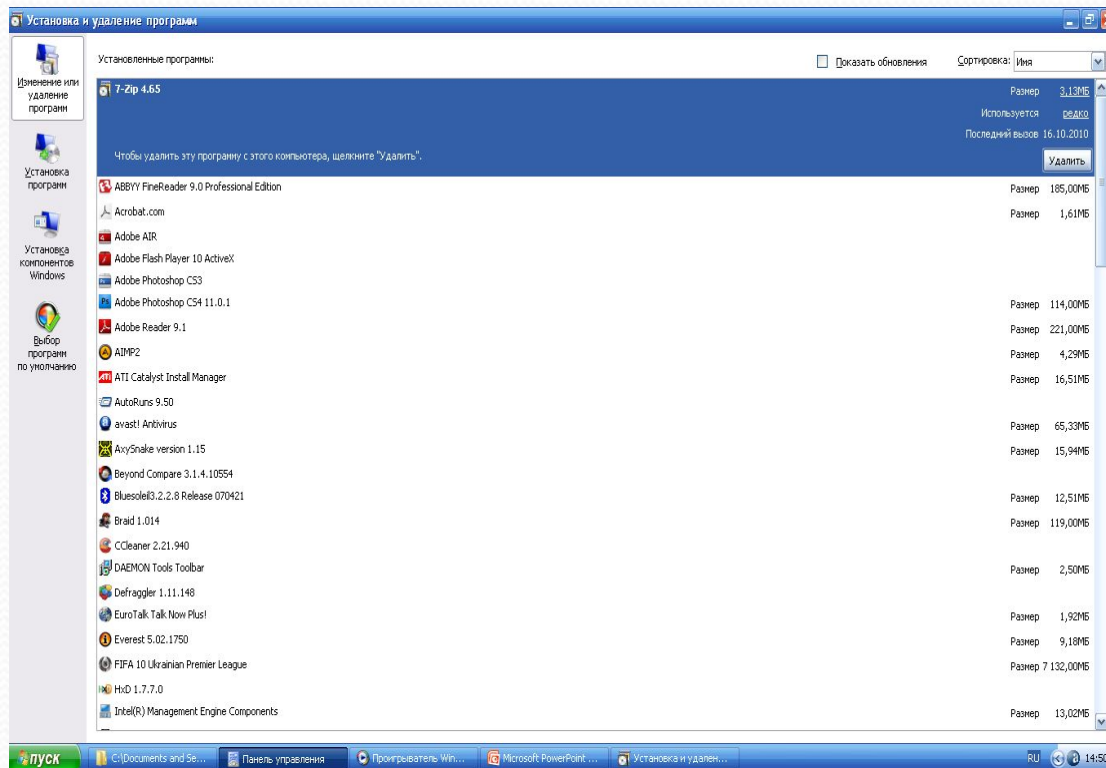 Установка и удаление программ
Изменение или
удаление
программ
Установка
программ
Установка
компонентов
Windows
Выбор
программ
по умолчанию
Установленные программы:
Показать обновления
Сортировка: Имя
7-Zip 4.65
Размер 3,13МБ
Используется редко
Последний вызов 16.10.2010
Чтобы удалить эту программу с этого компьютера, щелкните "Удалить".
Удалить
ABBYY FineReader 9.0 Professional Edition Размер 185,00МБ
Acrobat.com Размер 1,61МБ
Adobe AIR
Adobe Flash Player 10 ActiveX
Adobe Photoshop CS3
Adobe Photoshop CS4 11.0.1 Размер 114,00МБ
Adobe Reader 9.1 Размер 221,00МБ
AIMP2 Размер 4,29МБ
ATI Catalyst Install Manager Размер 16,51МБ
AutoRuns 9.50
avast! Antivirus Размер 65,33МБ
AxySnake version 1.15 Размер 15,94МБ
Beyond Compare 3.1.4.10554
Bluesoleil3.2.2.8 Release 070421 Размер 12,51МБ
Braid 1.014 Размер 119,00МБ
CCleaner 2.21.940
DAEMON Tools Toolbar Размер 2,50МБ
Defraggler 1.11.148
EuroTalk Talk Now Plus! Размер 1,92МБ
Everest 5.02.1750 Размер 9,18МБ
FIFA 10 Ukrainian Premier League Размер 7 132,00МБ
HxD 1.7.7.0
Intel(R) Management Engine Components Размер 13,02МБ
пуск
C:\Documents and Se...
Панель управления
Проигрыватель Win...
Microsoft PowerPoint ...
Установка и удален...
RU
14:50